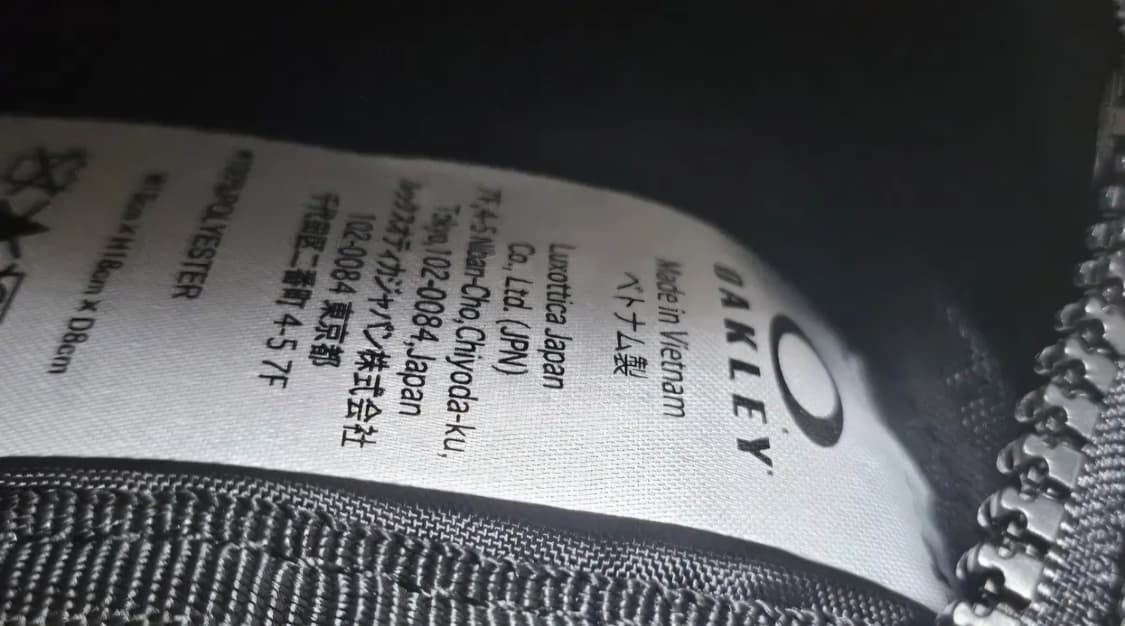 OAKLEY
Made in Vietnam
ベトナム製
Luxottica Japan
Co., Ltd. (JPN)
7F, 4-5 Niban-Cho, Chiyoda-ku,
Tokyo, 102-0084, Japan
ルックスオティカジャパン株式会社
102-0084 東京都
千代田区二番町 4-5 7F
POLYESTER
H18cm x D8cm